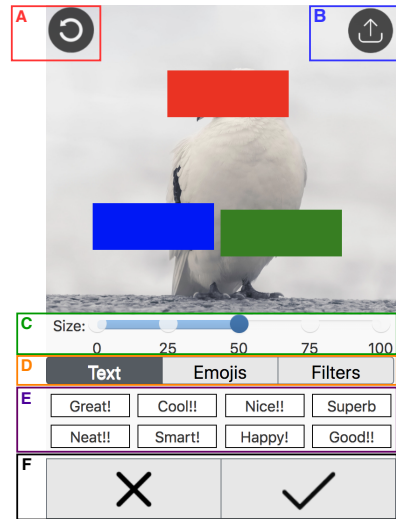 A
B
C
Size:
0 25 50 75 100
D
Text Emojis Filters
E
Great! Cool!! Nice!! Superb
Neat!! Smart! Happy! Good!!
F